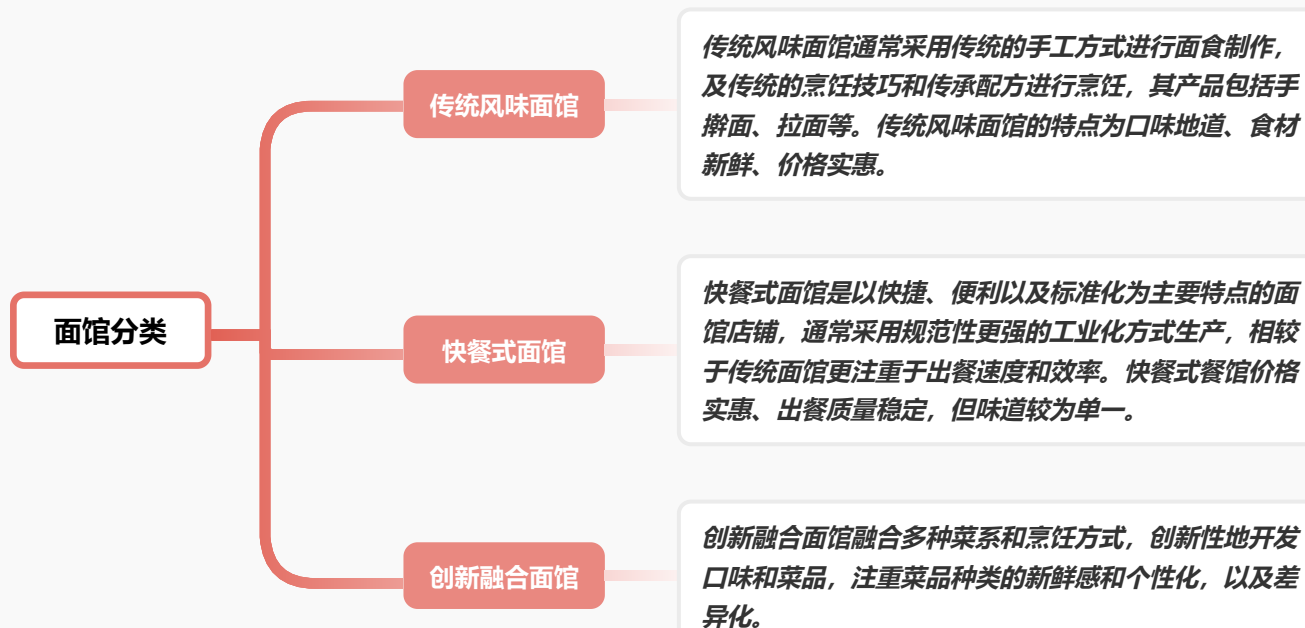 传统风味面馆通常采用传统的手工方式进行面食制作，
及传统的烹饪技巧和传承配方进行烹饪，其产品包括手
擀面、拉面等。传统风味面馆的特点为口味地道、食材
新鲜、价格实惠。
传统风味面馆
快餐式面馆是以快捷、便利以及标准化为主要特点的面
馆店铺，通常采用规范性更强的工业化方式生产，相较
于传统面馆更注重于出餐速度和效率。快餐式餐馆价格
实惠、出餐质量稳定，但味道较为单一。
面馆分类
快餐式面馆
创新融合面馆融合多种菜系和烹饪方式，创新性地开发
口味和菜品，注重菜品种类的新鲜感和个性化，以及差
异化。
创新融合面馆